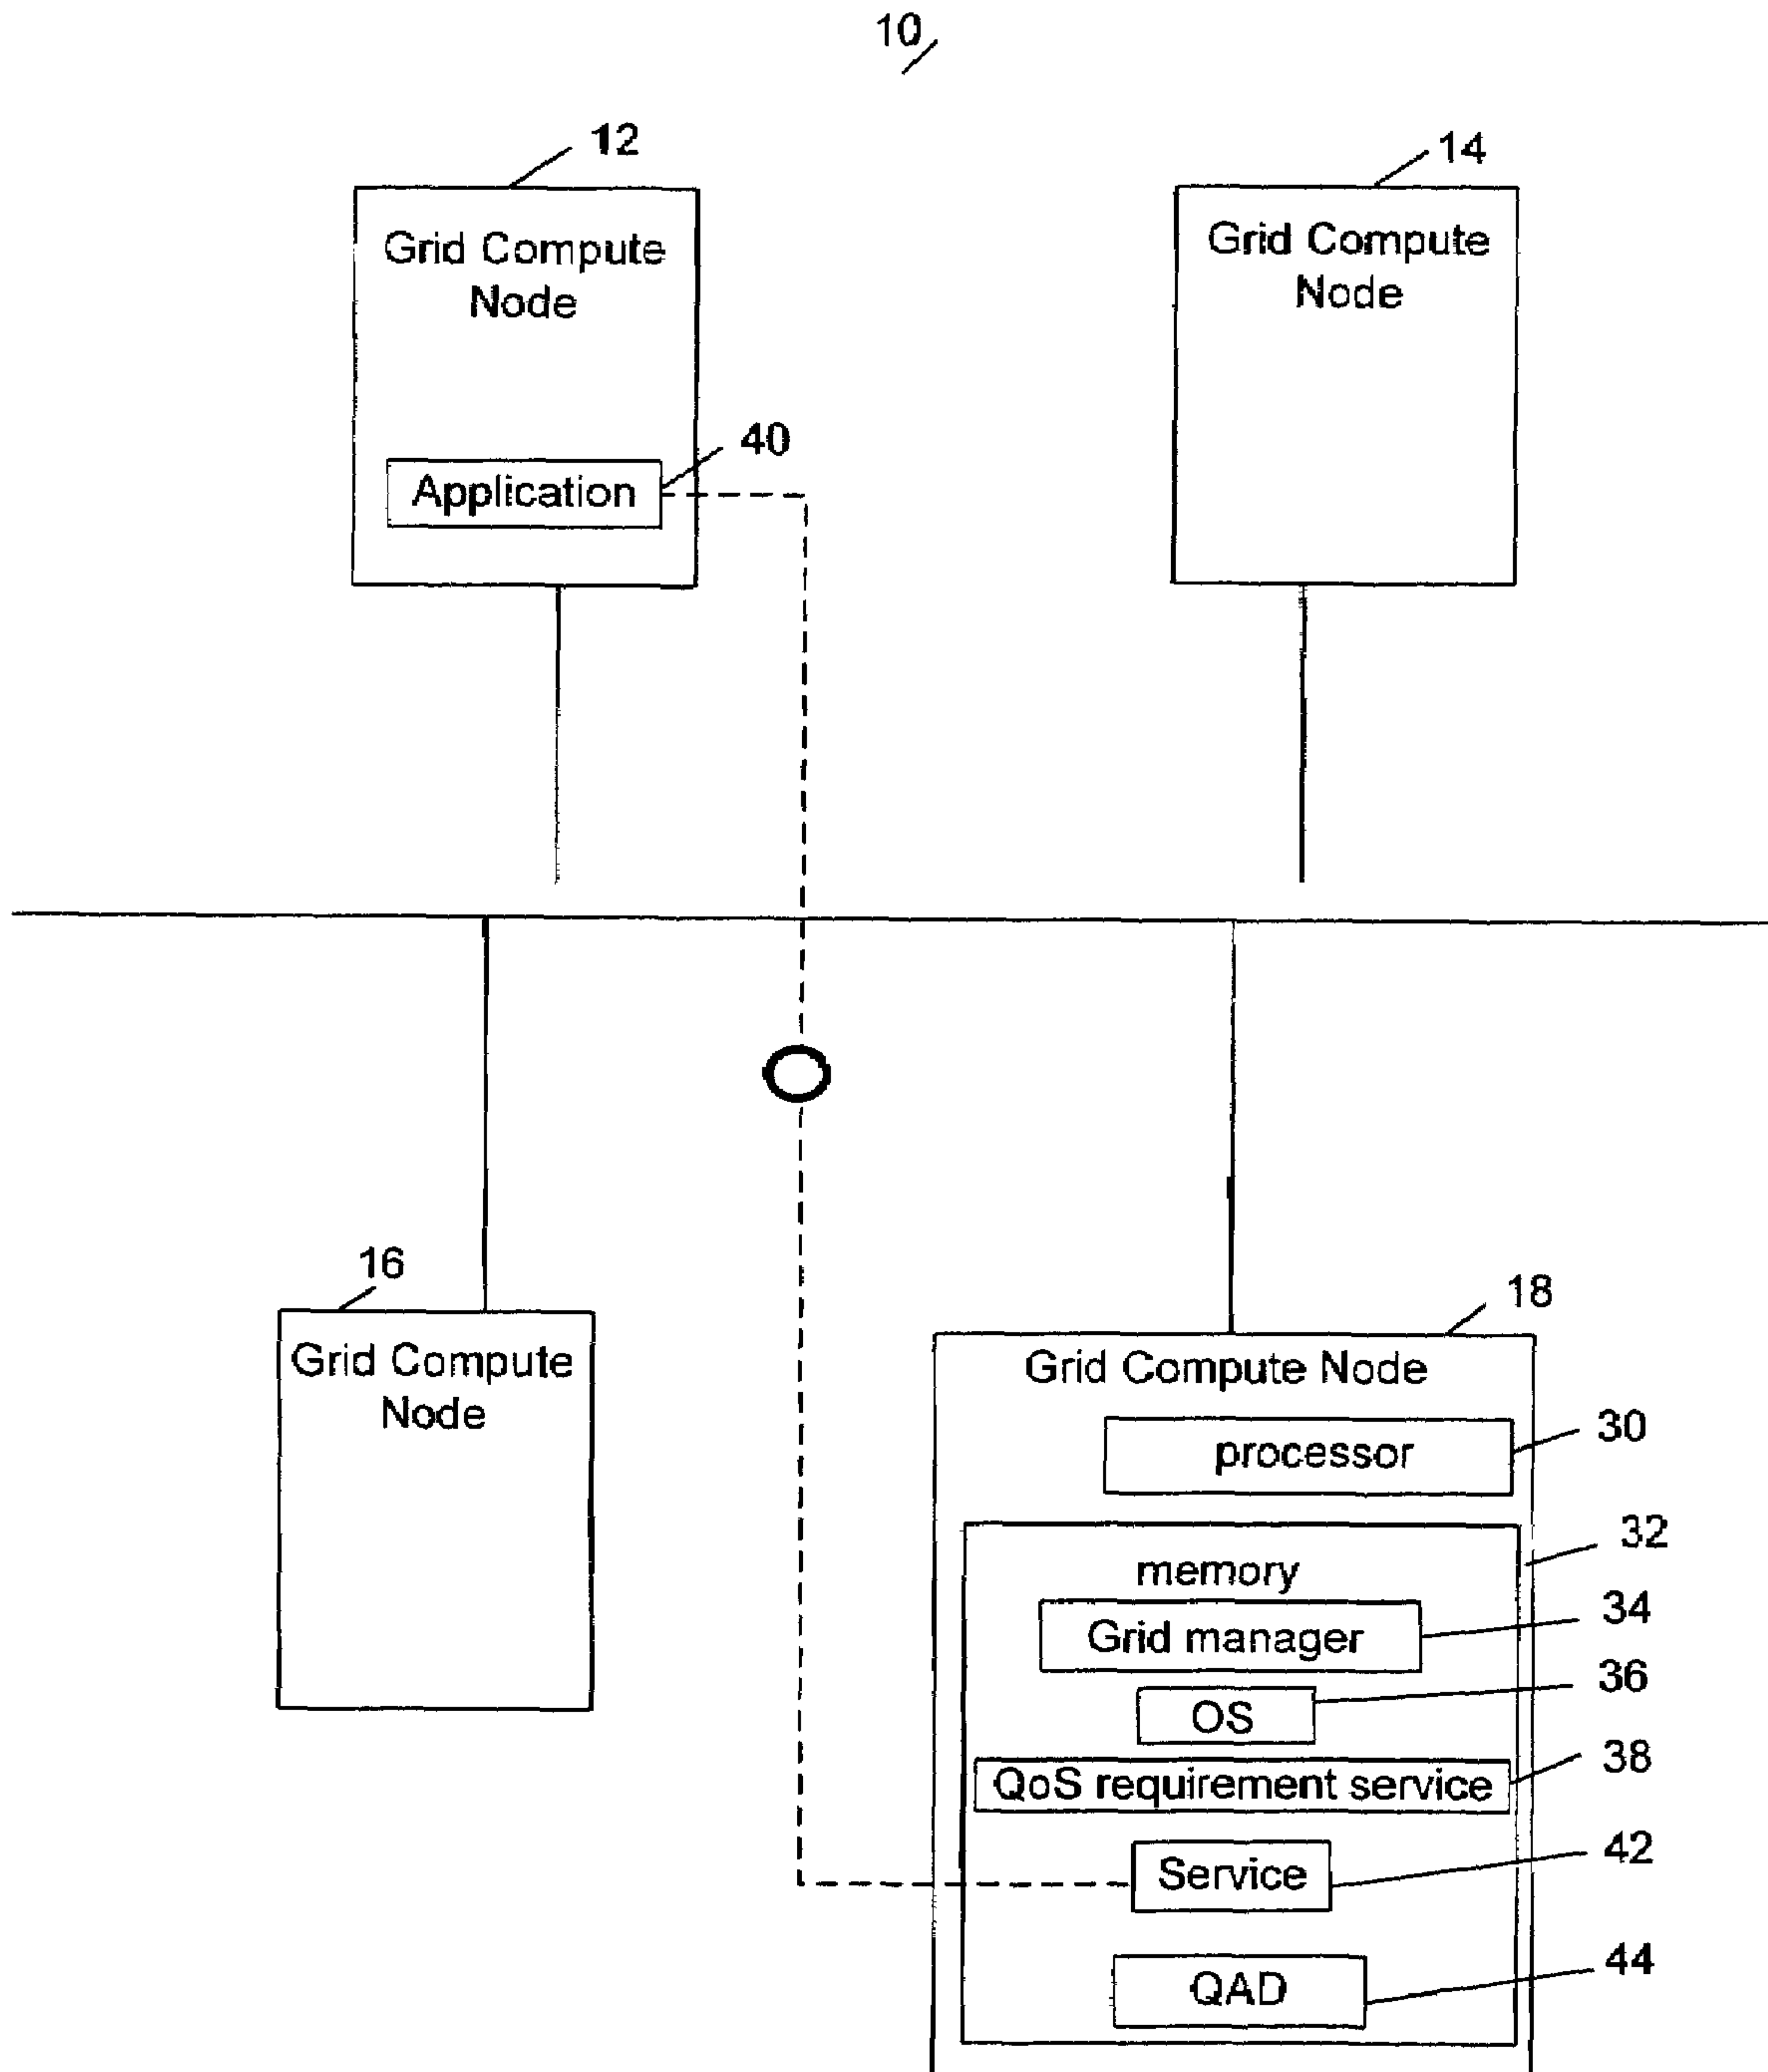 10
12
14
Grid Compute
Node
Grid Compute
Node
40
Application
16
18
Grid Compute
Node
Grid Compute Node
30
processor
32
memory
34
Grid manager
36
OS
38
QoS requirement service
42
Service
44
QAD